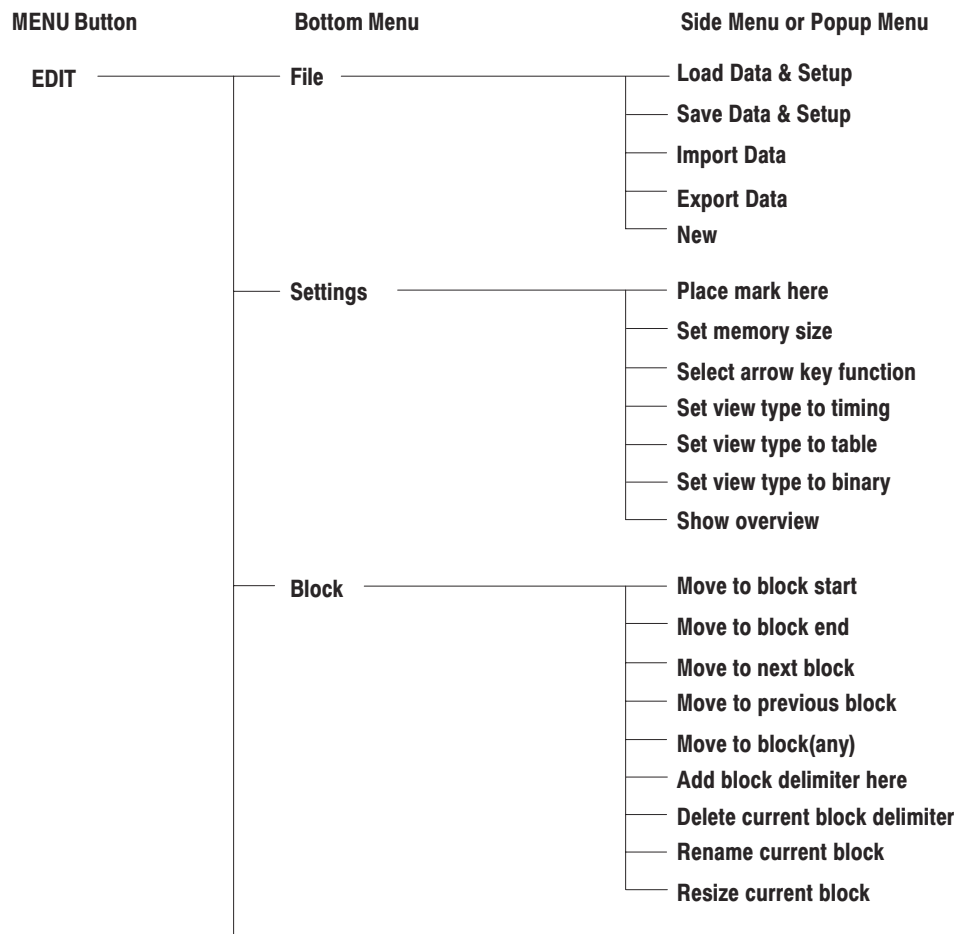 MENU Button Bottom Menu Side Menu or Popup Menu
EDIT File Load Data & Setup
Save Data & Setup
Import Data
Export Data
New
Settings Place mark here
Set memory size
Select arrow key function
Set view type to timing
Set view type to table
Set view type to binary
Show overview
Block Move to block start
Move to block end
Move to next block
Move to previous block
Move to block(any)
Add block delimiter here
Delete current block delimiter
Rename current block
Resize current block